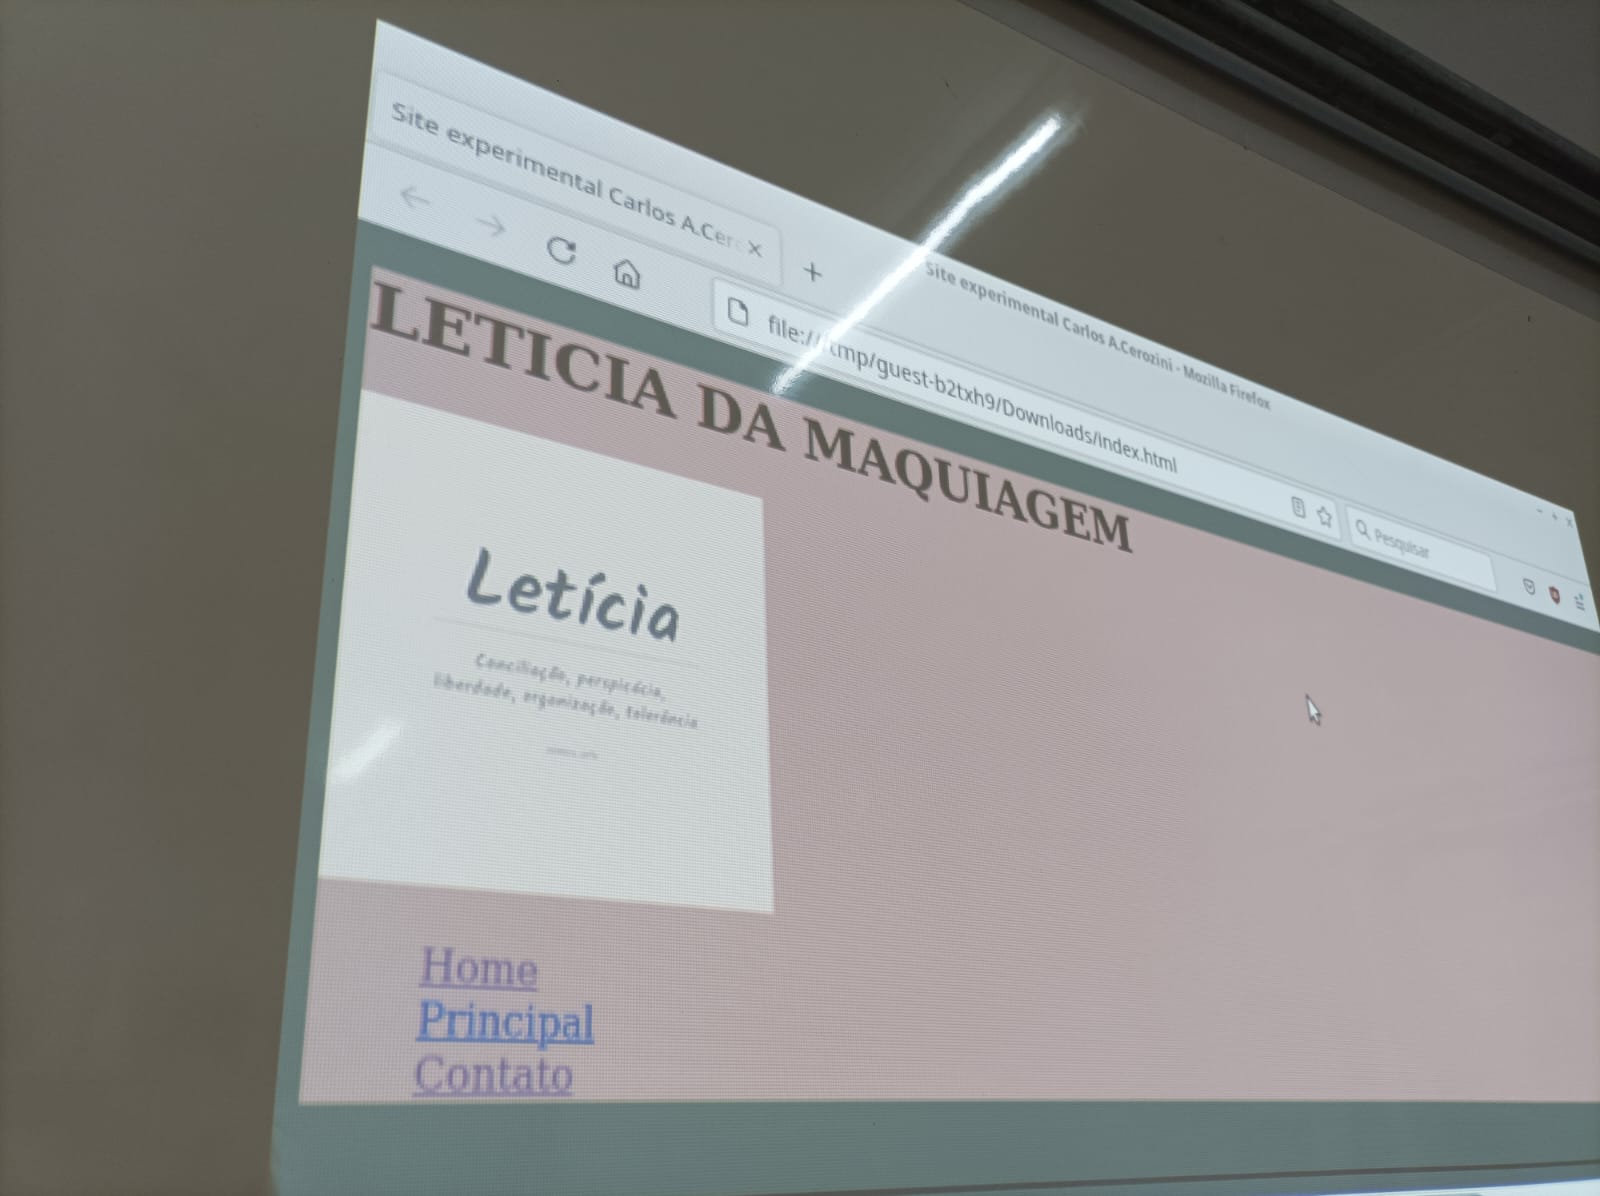 Site experimental Carlos A.Cer
Site experimental Carlos A.Cerozini - Mozilla Firefox
file:///tmp/guest-b2txh9/Downloads/index.html
Pesquisar
LETICIA DA MAQUIAGEM
Letícia
Conciliação, perspicácia,
liberdade, organização, tolerância
Home
Principal
Contato